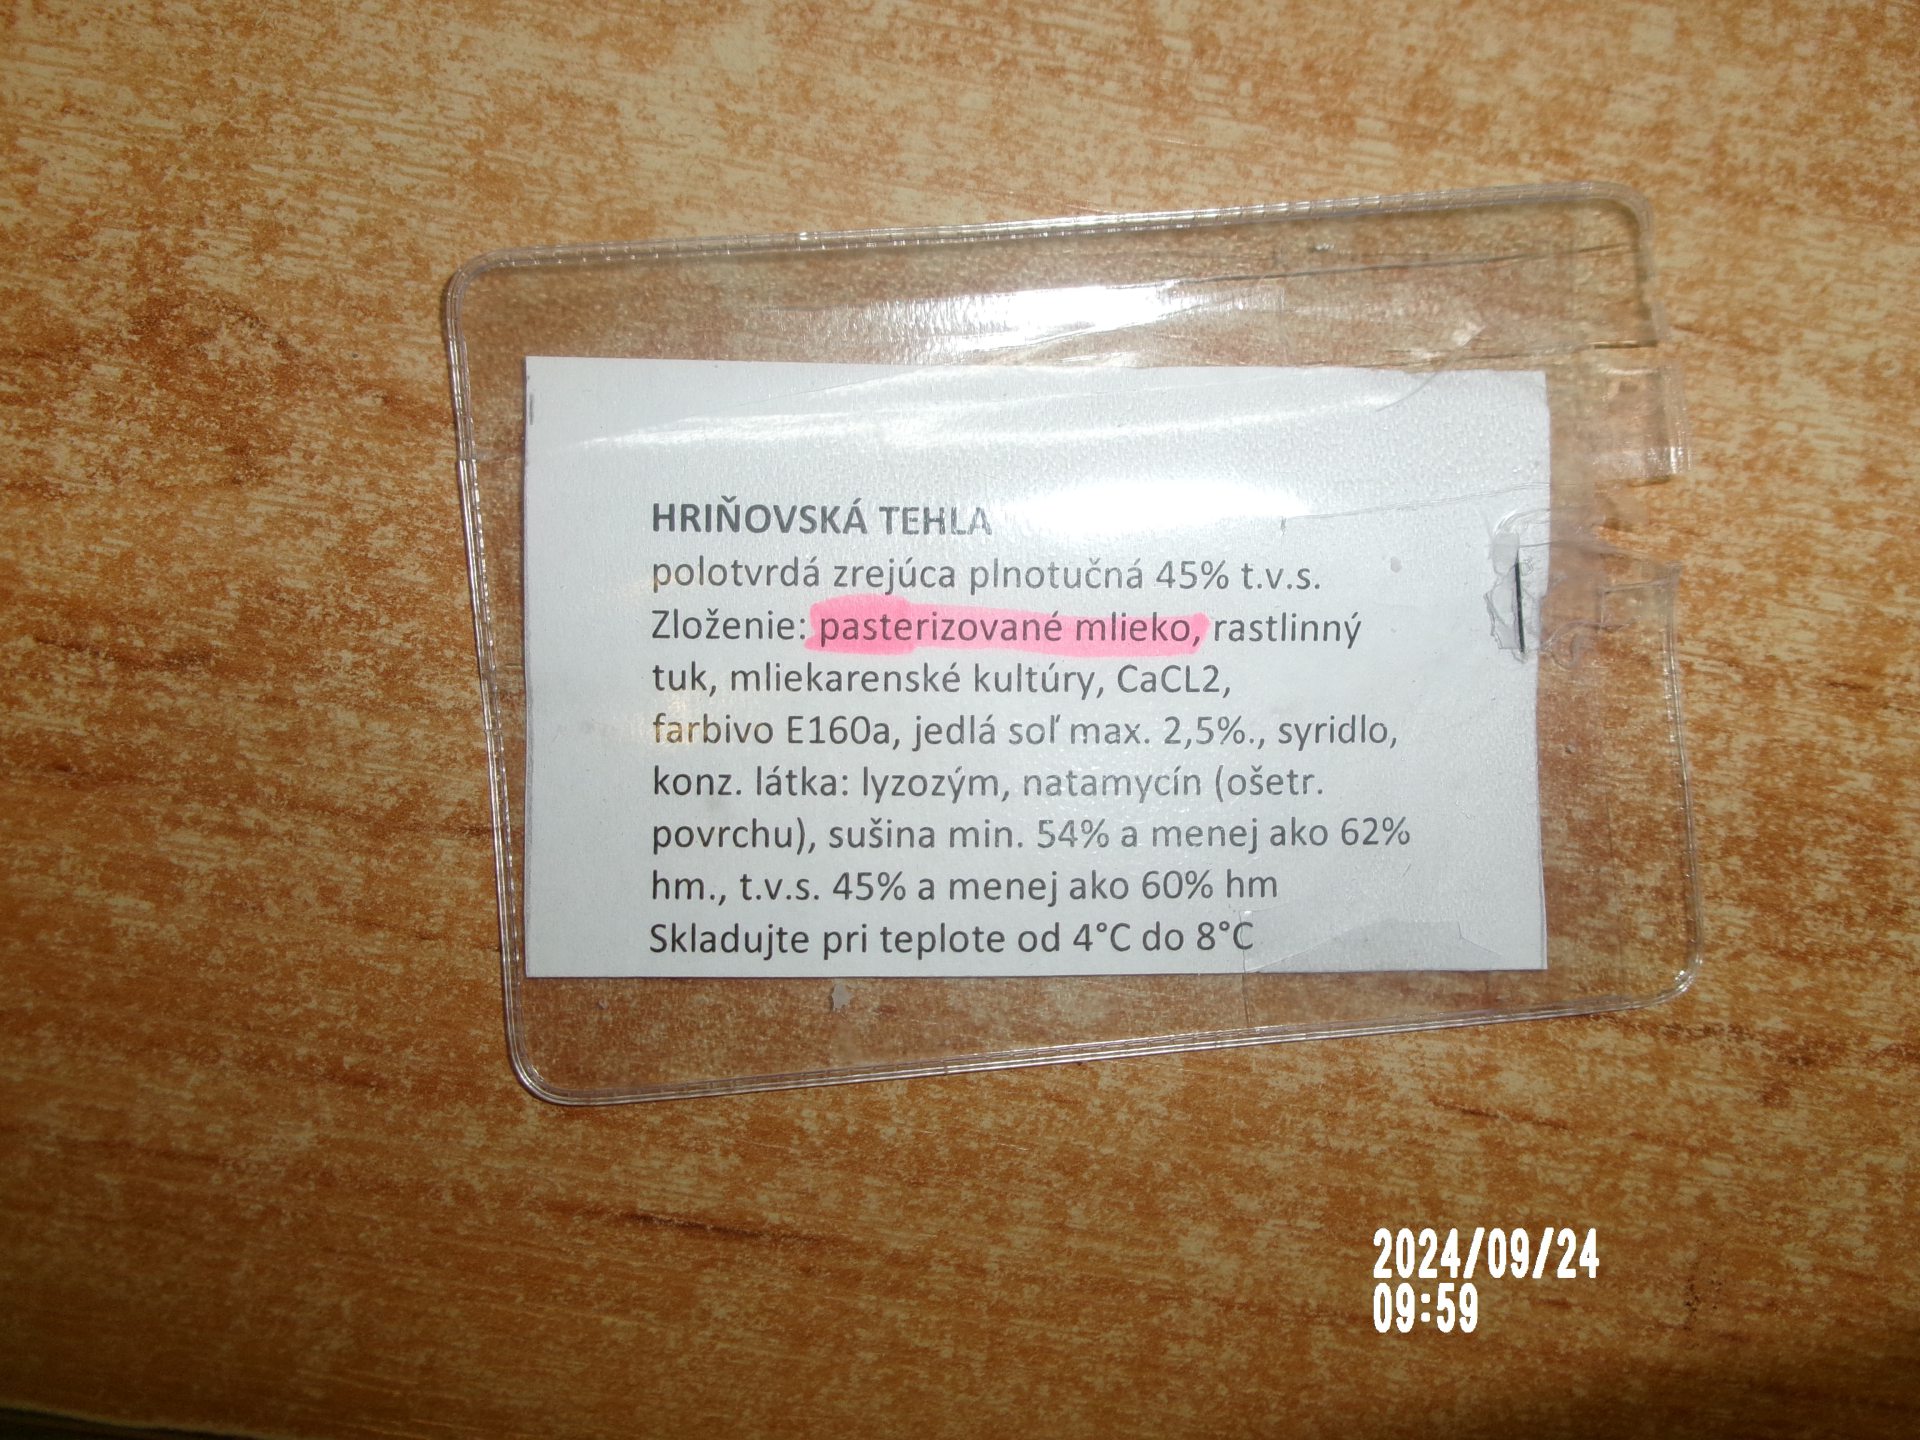 HRIŇOVSKÁ TEHLA
polotvrdá zrejúca plnotučná 45% t.v.s.
Zloženie: pasterizované mlieko, rastlinný
tuk, mliekarenské kultúry, CaCL2,
farbivo E160a, jedlá soľ max. 2,5%., syridlo,
konz. látka: lyzozým, natamycín (ošetr.
povrchu), sušina min. 54% a menej ako 62%
hm., t.v.s. 45% a menej ako 60% hm
Skladujte pri teplote od 4°C do 8°C
2024/09/24
09:59